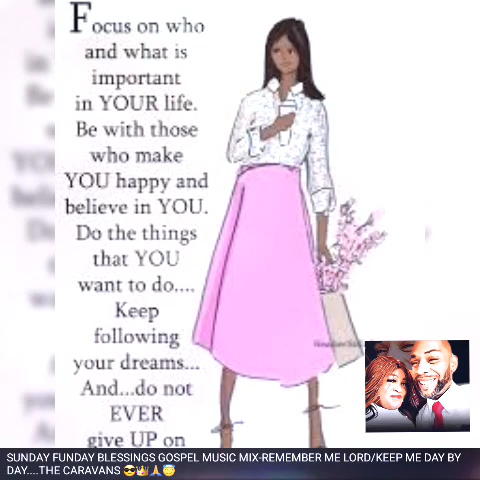 Focus on who
and what is
important
in YOUR life.
Be with those
who make
YOU happy and
believe in YOU.
Do the things
that YOU
want to do....
Keep
following
your dreams...
And...do not
EVER
give UP on
SUNDAY FUNDAY BLESSINGS GOSPEL MUSIC MIX-REMEMBER ME LORD/KEEP ME DAY BY
DAY....THE CARAVANS 😎👑🙏😇